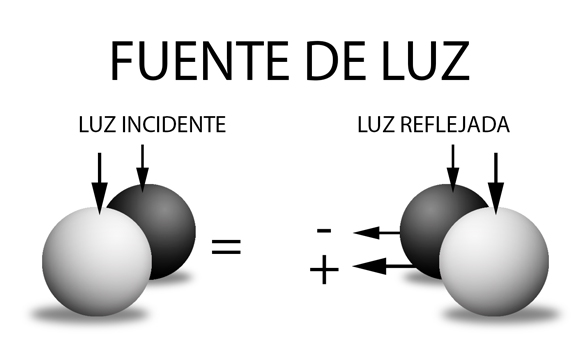 FUENTE DE LUZ
LUZ INCIDENTE
LUZ REFLEJADA
=
-
+